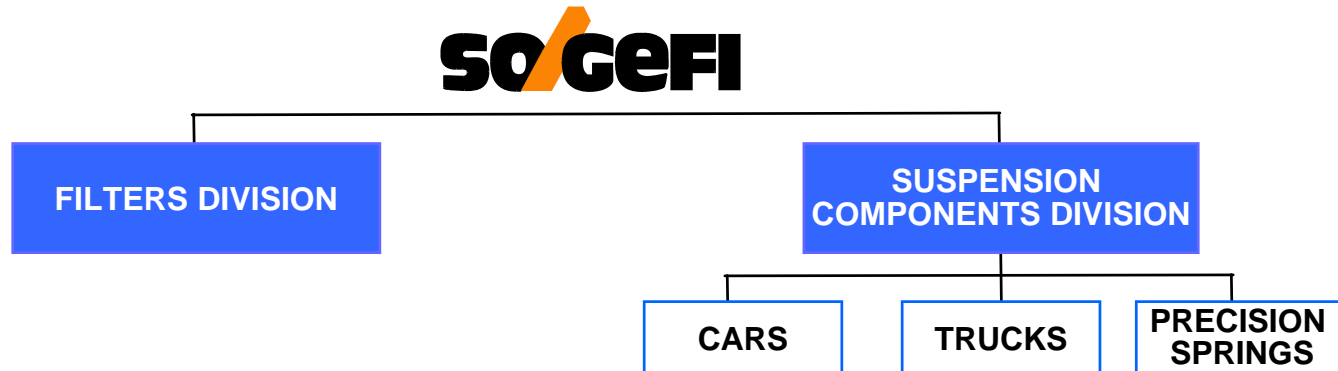 SOGEFI
FILTERS DIVISION
SUSPENSION
COMPONENTS DIVISION
CARS
TRUCKS
PRECISION
SPRINGS